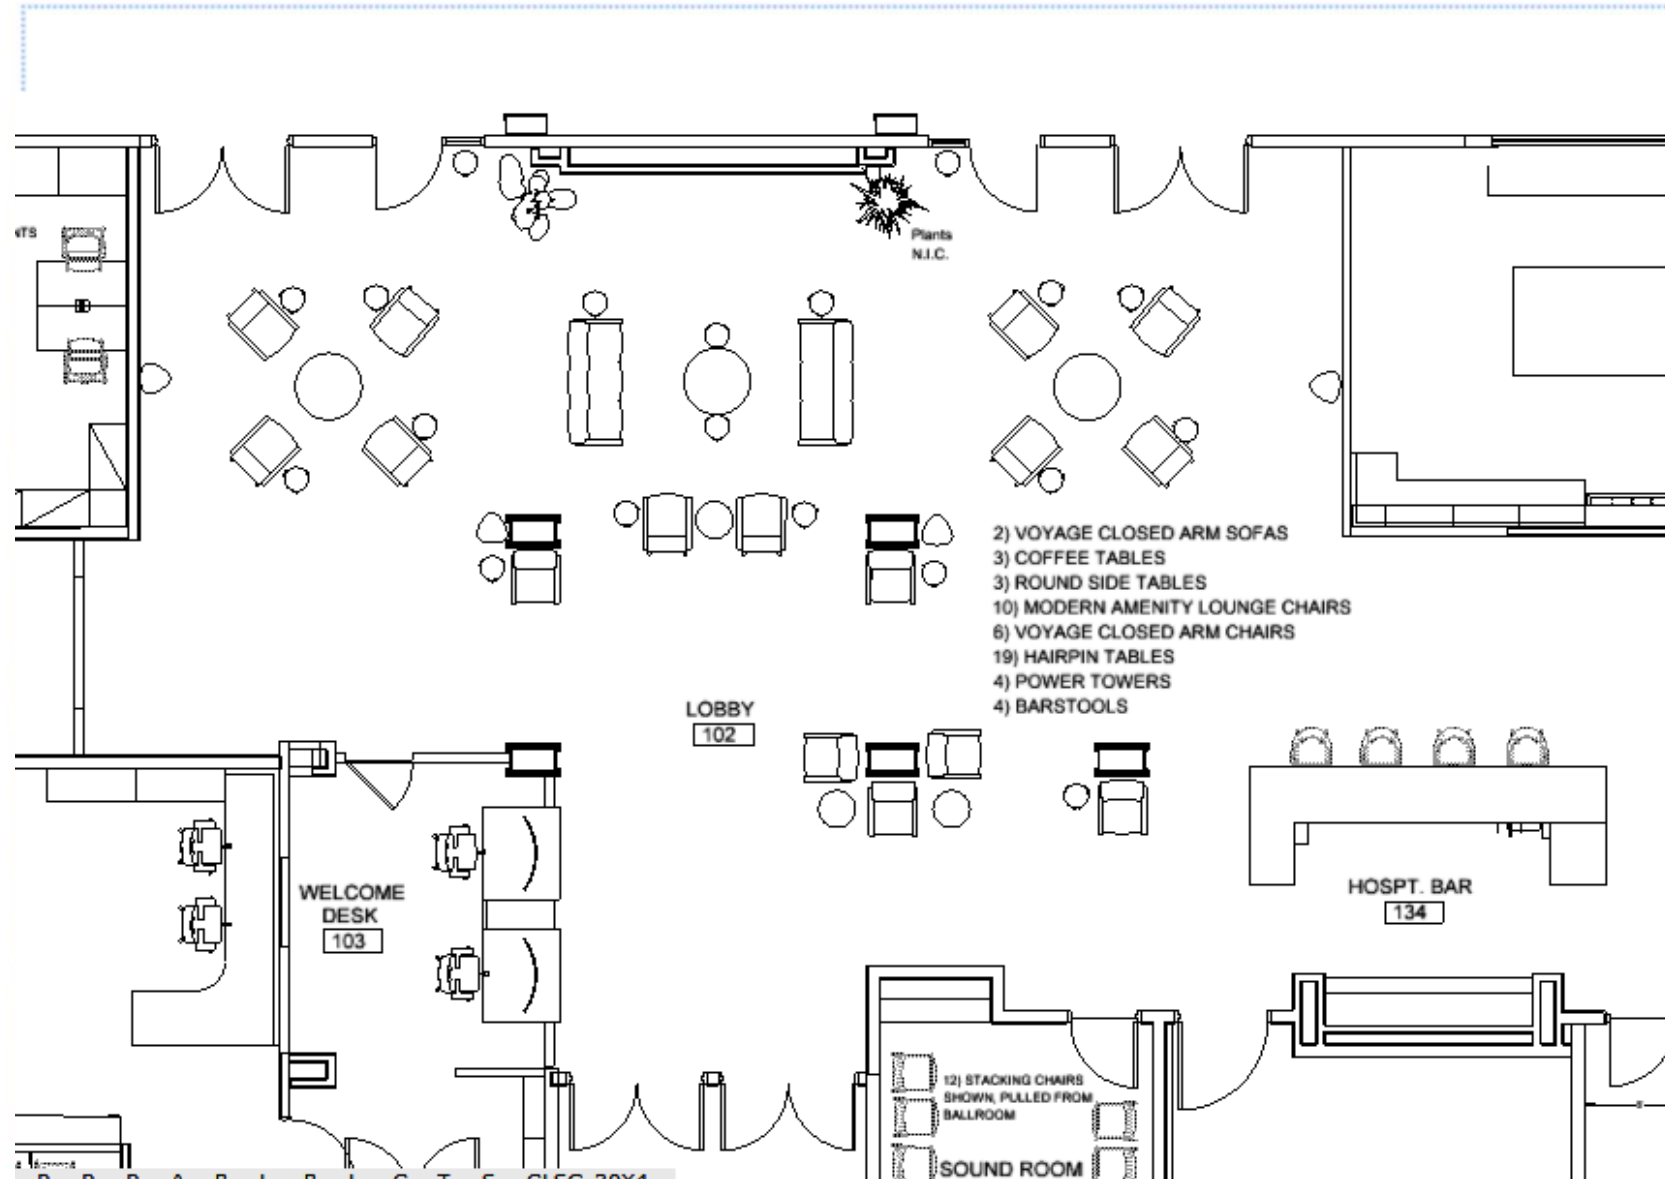 NTS
Plants
N.I.C.
2) VOYAGE CLOSED ARM SOFAS
3) COFFEE TABLES
3) ROUND SIDE TABLES
10) MODERN AMENITY LOUNGE CHAIRS
6) VOYAGE CLOSED ARM CHAIRS
19) HAIRPIN TABLES
4) POWER TOWERS
4) BARSTOOLS
LOBBY
102
WELCOME
DESK
103
HOSPT. BAR
134
12) STACKING CHAIRS
SHOWN, PULLED FROM
BALLROOM
SOUND ROOM